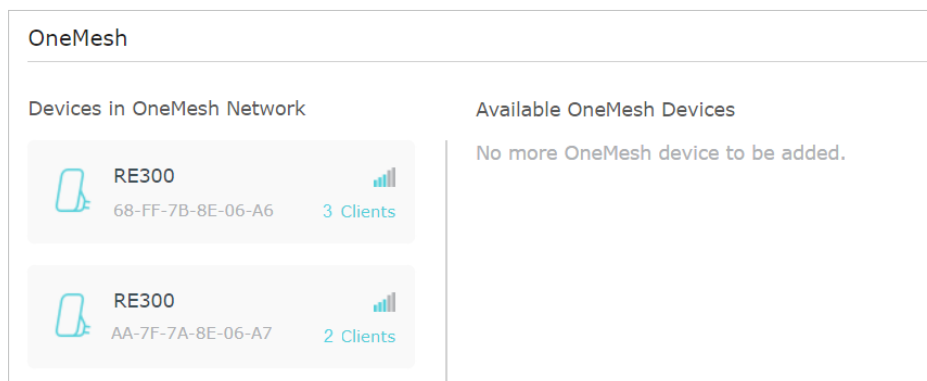 OneMesh
Devices in OneMesh Network
RE300
68-FF-7B-8E-06-A6
3 Clients
RE300
AA-7F-7A-8E-06-A7
2 Clients
Available OneMesh Devices
No more OneMesh device to be added.